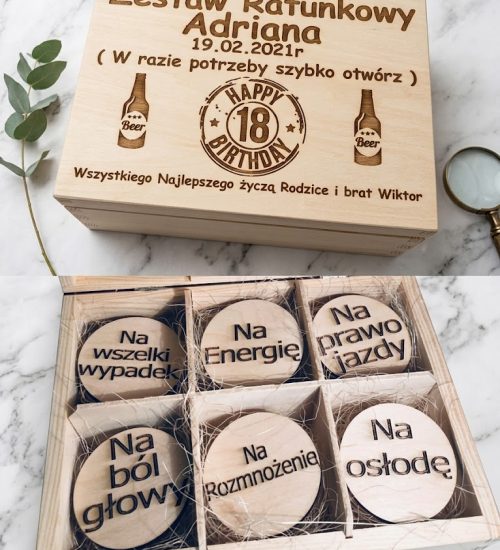 Zestaw Ratunkowy
Adriana
19.02.2021r
( W razie potrzeby szybko otwórz )
Beer
HAPPY
18
BIRTHDAY
Beer
Wszystkiego Najlepszego życzą Rodzice i brat Wiktor
Na
wszelki
wypadek
Na
Energię
Na
prawo
jazdy
Na
ból
głowy
Na
Rozmnożenie
Na
osłodę